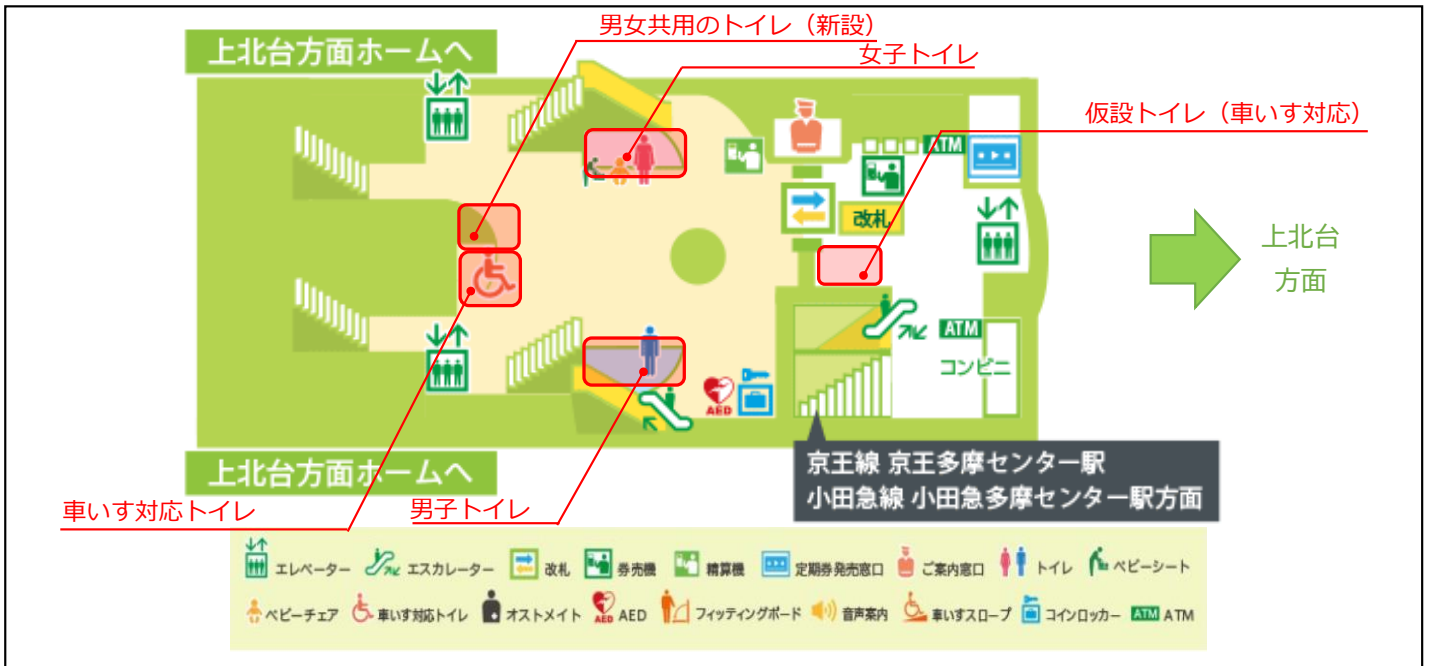 男女共用のトイレ（新設）
上北台方面ホームへ
女子トイレ
仮設トイレ（車いす対応）
ATM
改札
上北台
方面
ATM
コンビニ
AED
京王線 京王多摩センター駅
小田急線 小田急多摩センター駅方面
上北台方面ホームへ
車いす対応トイレ
男子トイレ
エレベーター エスカレーター 改札 券売機 精算機 定期券発売窓口 ご案内窓口 トイレ ベビーシート
ベビーチェア 車いす対応トイレ オストメイト AED AED フィッティングボード 音声案内 車いすスロープ コインロッカー ATM ATM